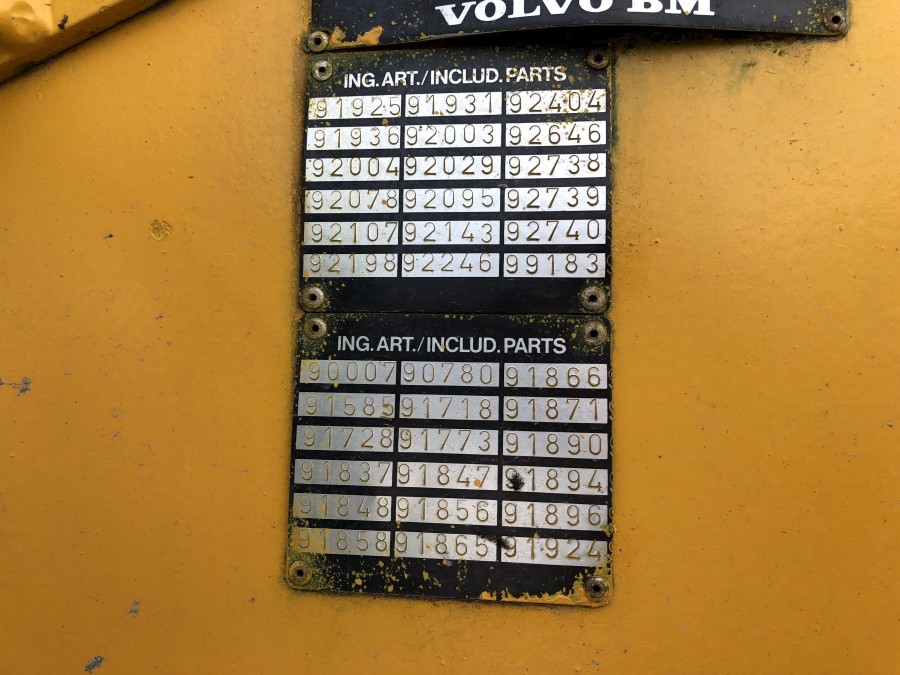 VOLVO BM
ING. ART./INCLUD. PARTS
91925 91931 92404
91936 92003 92646
92004 92029 92738
92078 92095 92739
92107 92143 92740
92198 92246 99183
ING. ART./INCLUD. PARTS
90007 90780 91866
91585 91718 91871
91728 91773 91890
91837 91847 91894
91848 91856 91896
91858 91865 91924